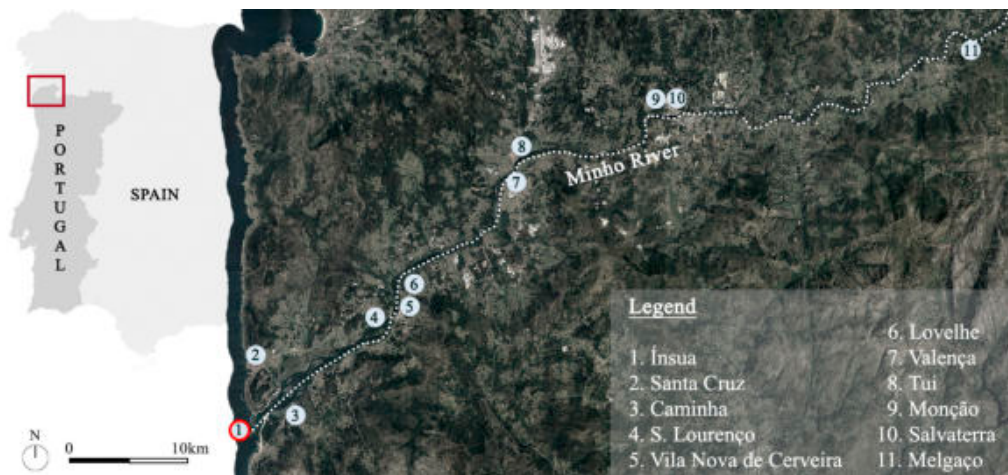 PORTUGAL
SPAIN
N
0 10km
Minho River
1
2
3
4
5
6
7
8
9
10
11
Legend
1. Ínsua
2. Santa Cruz
3. Caminha
4. S. Lourenço
5. Vila Nova de Cerveira
6. Lovelhe
7. Valença
8. Tui
9. Monção
10. Salvaterra
11. Melgaço